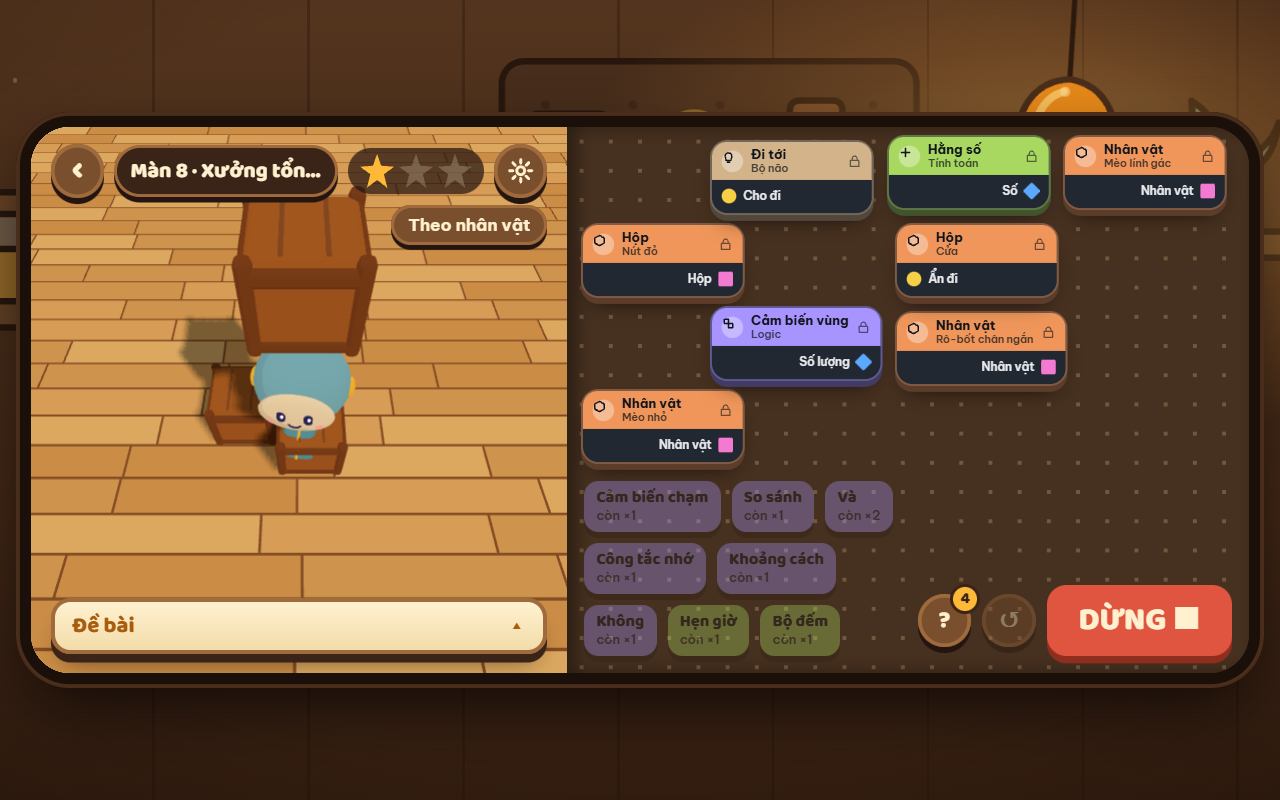 Màn 8 · Xưởng tổn...
Theo nhân vật
Đề bài
Đi tới
Bộ não
Cho đi
Hằng số
Tính toán
Số
Nhân vật
Mèo lính gác
Nhân vật
Hộp
Nút đỏ
Hộp
Hộp
Cửa
Ẩn đi
Cảm biến vùng
Logic
Số lượng
Nhân vật
Rô-bốt chân ngắn
Nhân vật
Nhân vật
Mèo nhỏ
Nhân vật
Cảm biến chạm
còn ×1
So sánh
còn ×1
Và
còn ×2
Công tắc nhớ
còn ×1
Khoảng cách
còn ×1
Không
còn ×1
Hẹn giờ
còn ×1
Bộ đếm
còn ×1
?
4
DỪNG